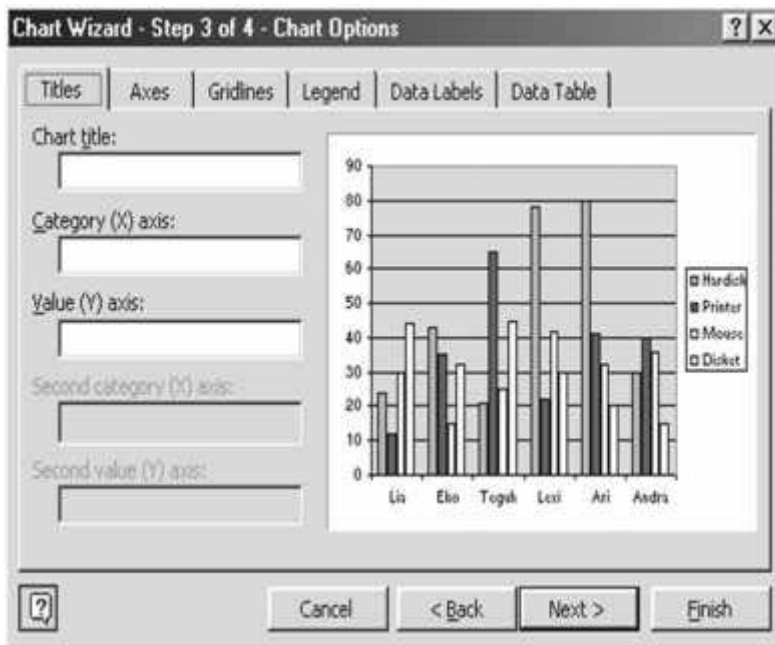 Chart Wizard - Step 3 of 4 - Chart Options
Titles Axes Gridlines Legend Data Labels Data Table
Chart title:
Category (X) axis:
Value (Y) axis:
Second category (X) axis:
Second value (Y) axis:
90
80
70
60
50
40
30
20
10
0
Lia Eko Teguh Lexi Ari Andra
Hardisk
Printer
Mouse
Disket
Cancel < Back Next > Finish